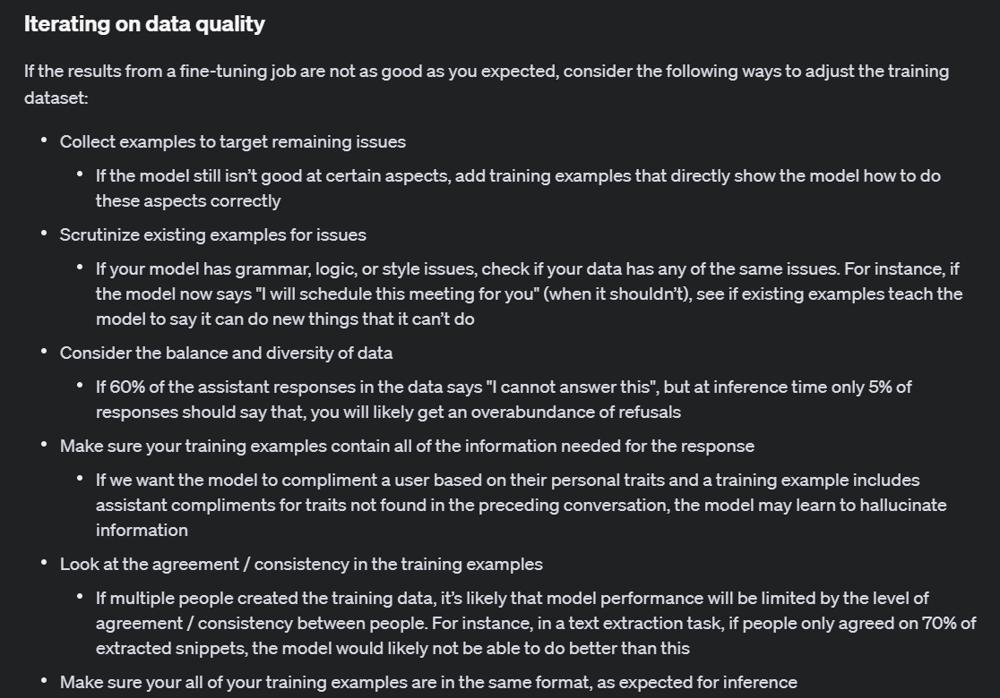 Iterating on data quality
If the results from a fine-tuning job are not as good as you expected, consider the following ways to adjust the training
dataset:
• Collect examples to target remaining issues
• If the model still isn’t good at certain aspects, add training examples that directly show the model how to do
these aspects correctly
• Scrutinize existing examples for issues
• If your model has grammar, logic, or style issues, check if your data has any of the same issues. For instance, if
the model now says "I will schedule this meeting for you" (when it shouldn’t), see if existing examples teach the
model to say it can do new things that it can’t do
• Consider the balance and diversity of data
• If 60% of the assistant responses in the data says "I cannot answer this", but at inference time only 5% of
responses should say that, you will likely get an overabundance of refusals
• Make sure your training examples contain all of the information needed for the response
• If we want the model to compliment a user based on their personal traits and a training example includes
assistant compliments for traits not found in the preceding conversation, the model may learn to hallucinate
information
• Look at the agreement / consistency in the training examples
• If multiple people created the training data, it’s likely that model performance will be limited by the level of
agreement / consistency between people. For instance, in a text extraction task, if people only agreed on 70% of
extracted snippets, the model would likely not be able to do better than this
• Make sure your all of your training examples are in the same format, as expected for inference